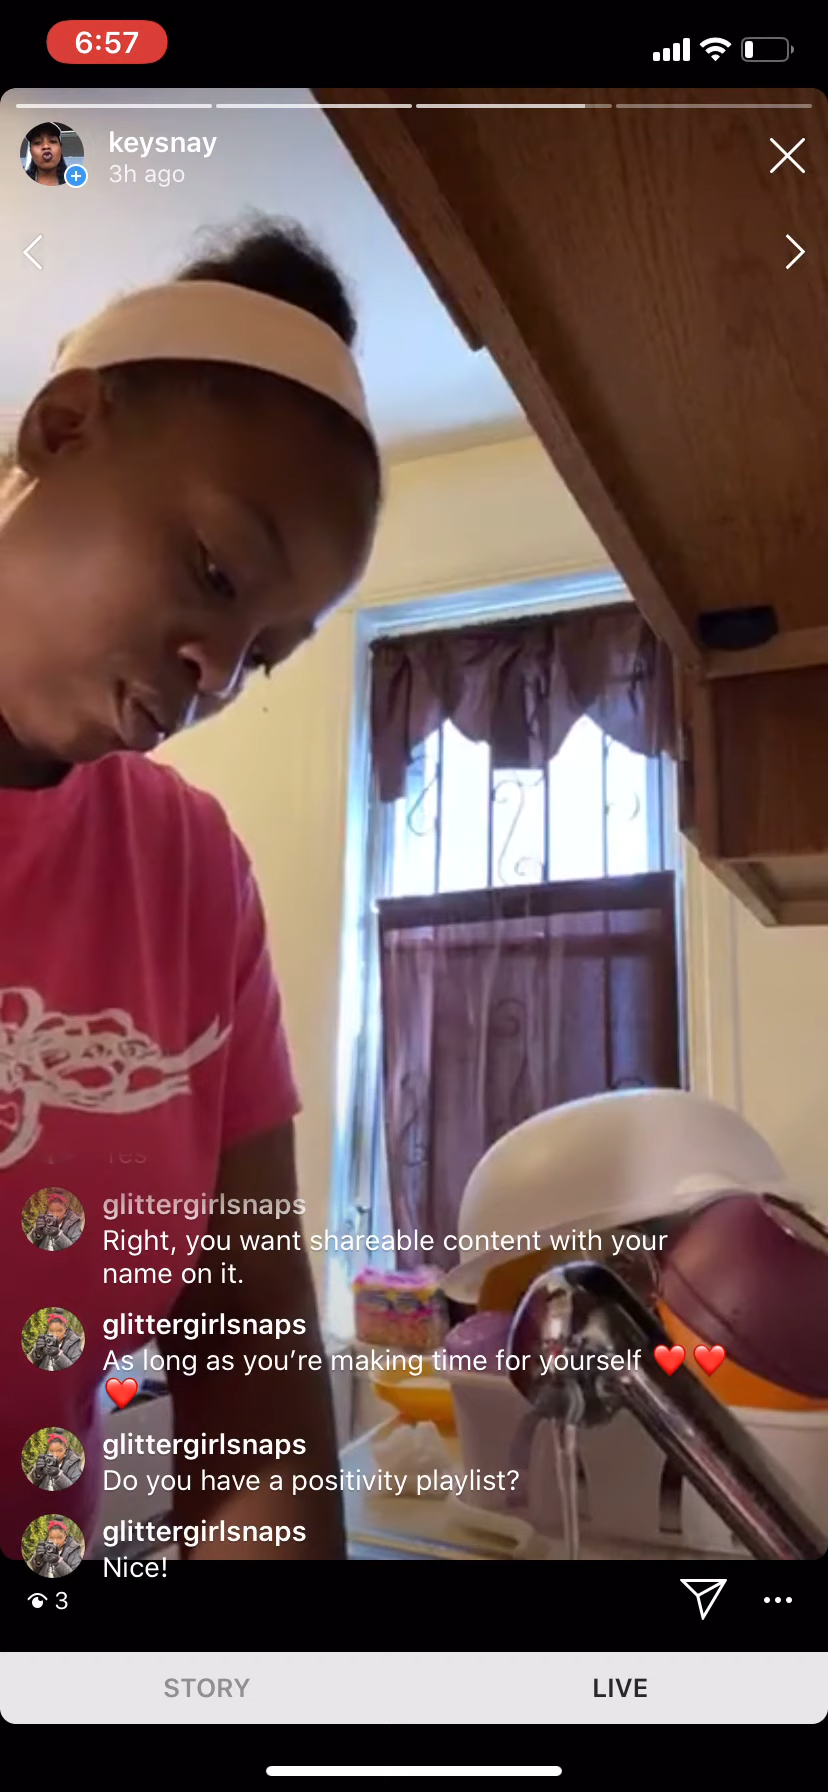 6:57
keysnay
3h ago
Yes
glittergirlsnaps
Right, you want shareable content with your
name on it.
glittergirlsnaps
As long as you’re making time for yourself ❤️❤️
❤️
glittergirlsnaps
Do you have a positivity playlist?
glittergirlsnaps
Nice!
3
STORY
LIVE